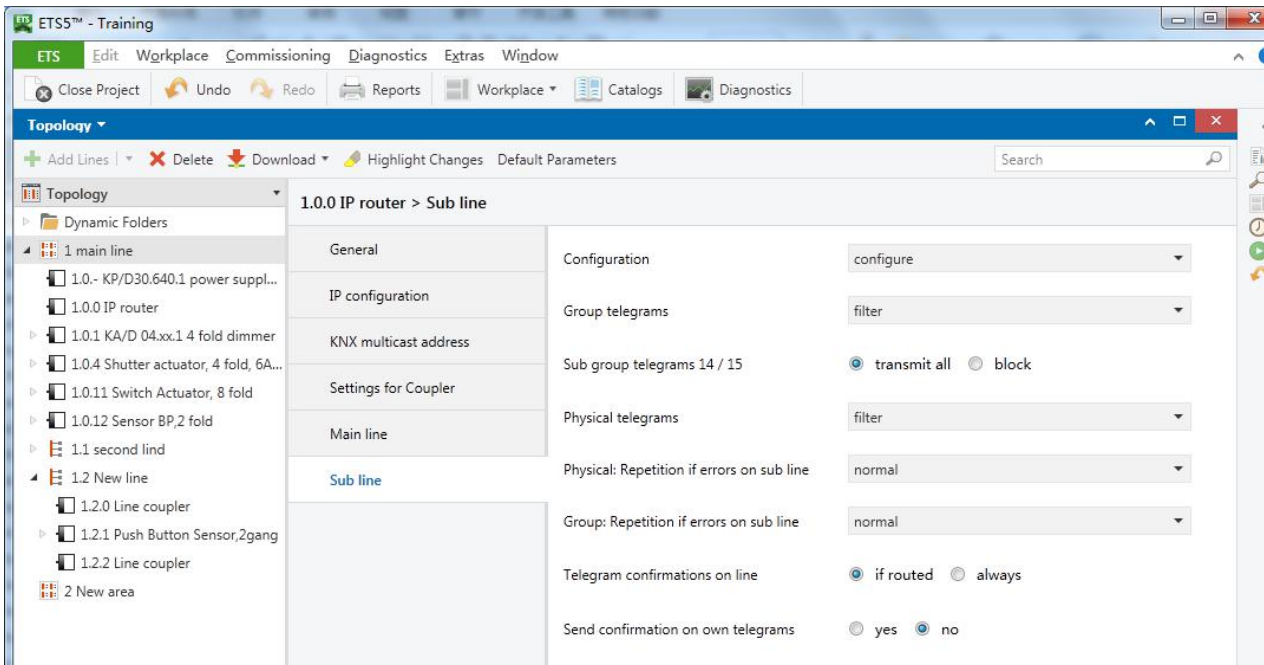 ETS5™ - Training
ETS Edit Workplace Commissioning Diagnostics Extras Window
Close Project Undo Redo Reports Workplace Catalogs Diagnostics
Topology
Add Lines Delete Download Highlight Changes Default Parameters Search
Topology
Dynamic Folders
1 main line
1.0.- KP/D30.640.1 power suppl...
1.0.0 IP router
1.0.1 KA/D 04.xx.1 4 fold dimmer
1.0.4 Shutter actuator, 4 fold, 6A...
1.0.11 Switch Actuator, 8 fold
1.0.12 Sensor BP,2 fold
1.1 second lind
1.2 New line
1.2.0 Line coupler
1.2.1 Push Button Sensor,2gang
1.2.2 Line coupler
2 New area
1.0.0 IP router > Sub line
General
IP configuration
KNX multicast address
Settings for Coupler
Main line
Sub line
Configuration configure
Group telegrams filter
Sub group telegrams 14 / 15 transmit all block
Physical telegrams filter
Physical: Repetition if errors on sub line normal
Group: Repetition if errors on sub line normal
Telegram confirmations on line if routed always
Send confirmation on own telegrams yes no